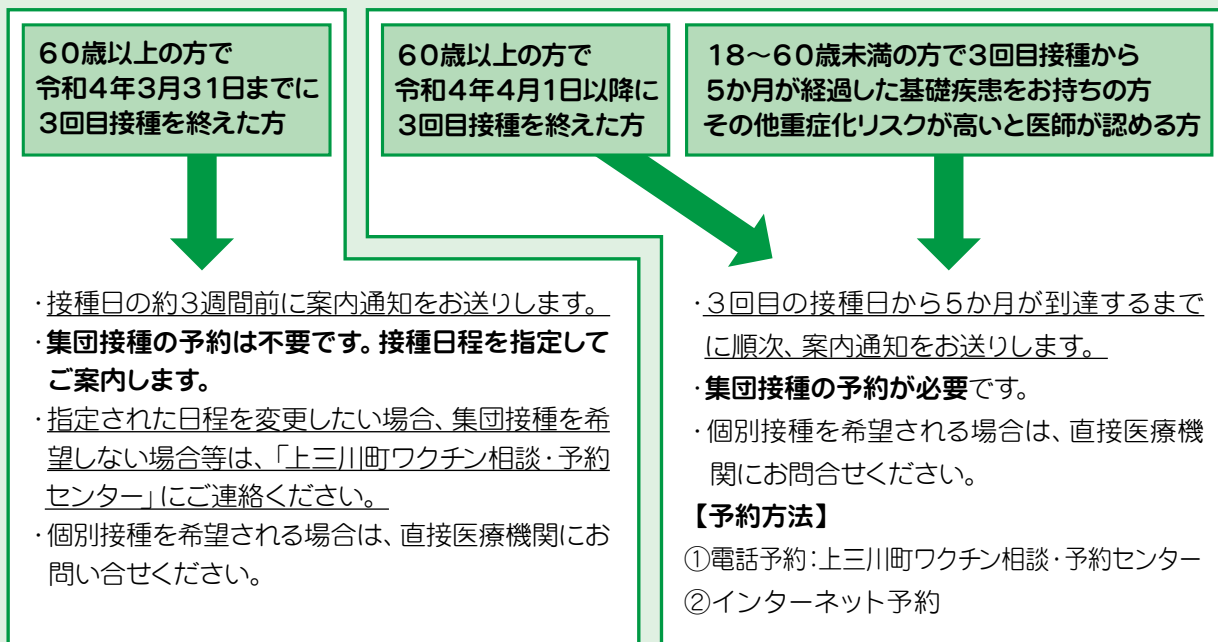 60歳以上の方で
令和4年3月31日までに
3回目接種を終えた方
・接種日の約3週間前に案内通知をお送りします。
・集団接種の予約は不要です。接種日程を指定して
ご案内します。
・指定された日程を変更したい場合、集団接種を希
望しない場合等は、「上三川町ワクチン相談・予約
センター」にご連絡ください。
・個別接種を希望される場合は、直接医療機関にお
問い合せください。
60歳以上の方で
令和4年4月1日以降に
3回目接種を終えた方
18〜60歳未満の方で3回目接種から
5か月が経過した基礎疾患をお持ちの方
その他重症化リスクが高いと医師が認める方
・3回目の接種日から5か月が到達するまで
に順次、案内通知をお送りします。
・集団接種の予約が必要です。
・個別接種を希望される場合は、直接医療機
関にお問合せください。
【予約方法】
①電話予約:上三川町ワクチン相談・予約センター
②インターネット予約